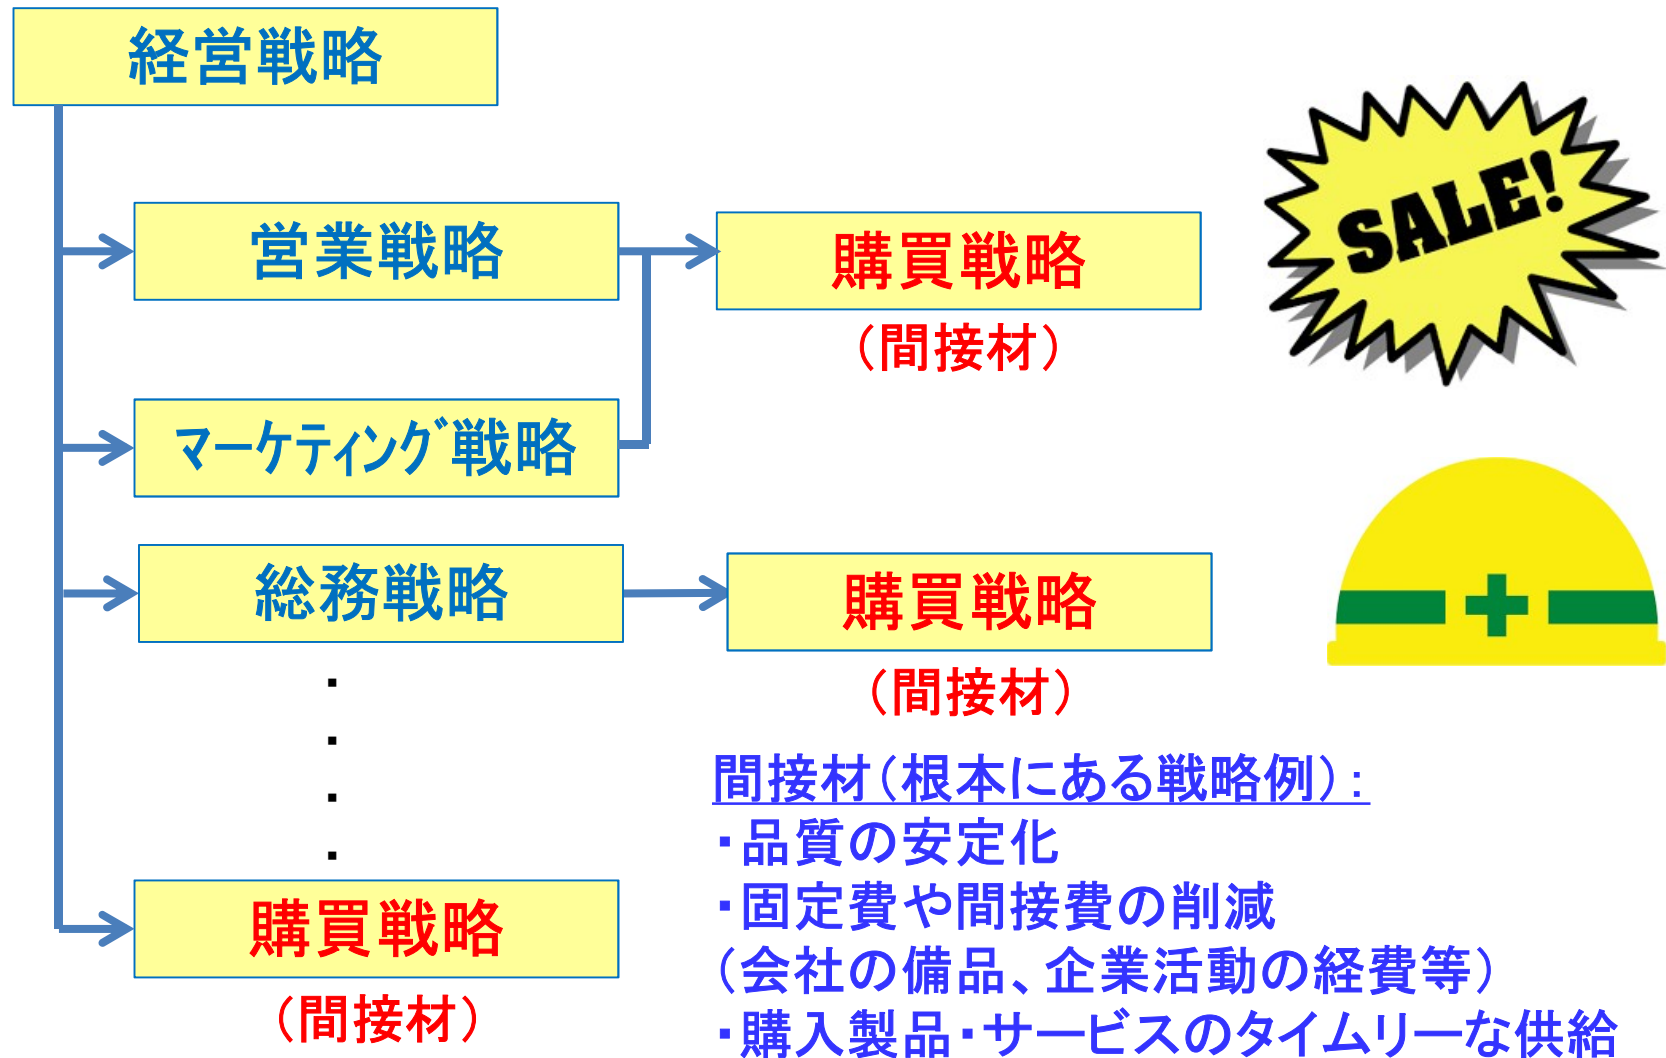 経営戦略
営業戦略
購買戦略
（間接材）
SALE!
マーケティング戦略
総務戦略
購買戦略
（間接材）
・
・
・
・
購買戦略
（間接材）
間接材（根本にある戦略例）：
・品質の安定化
・固定費や間接費の削減
（会社の備品、企業活動の経費等）
・購入製品・サービスのタイムリーな供給